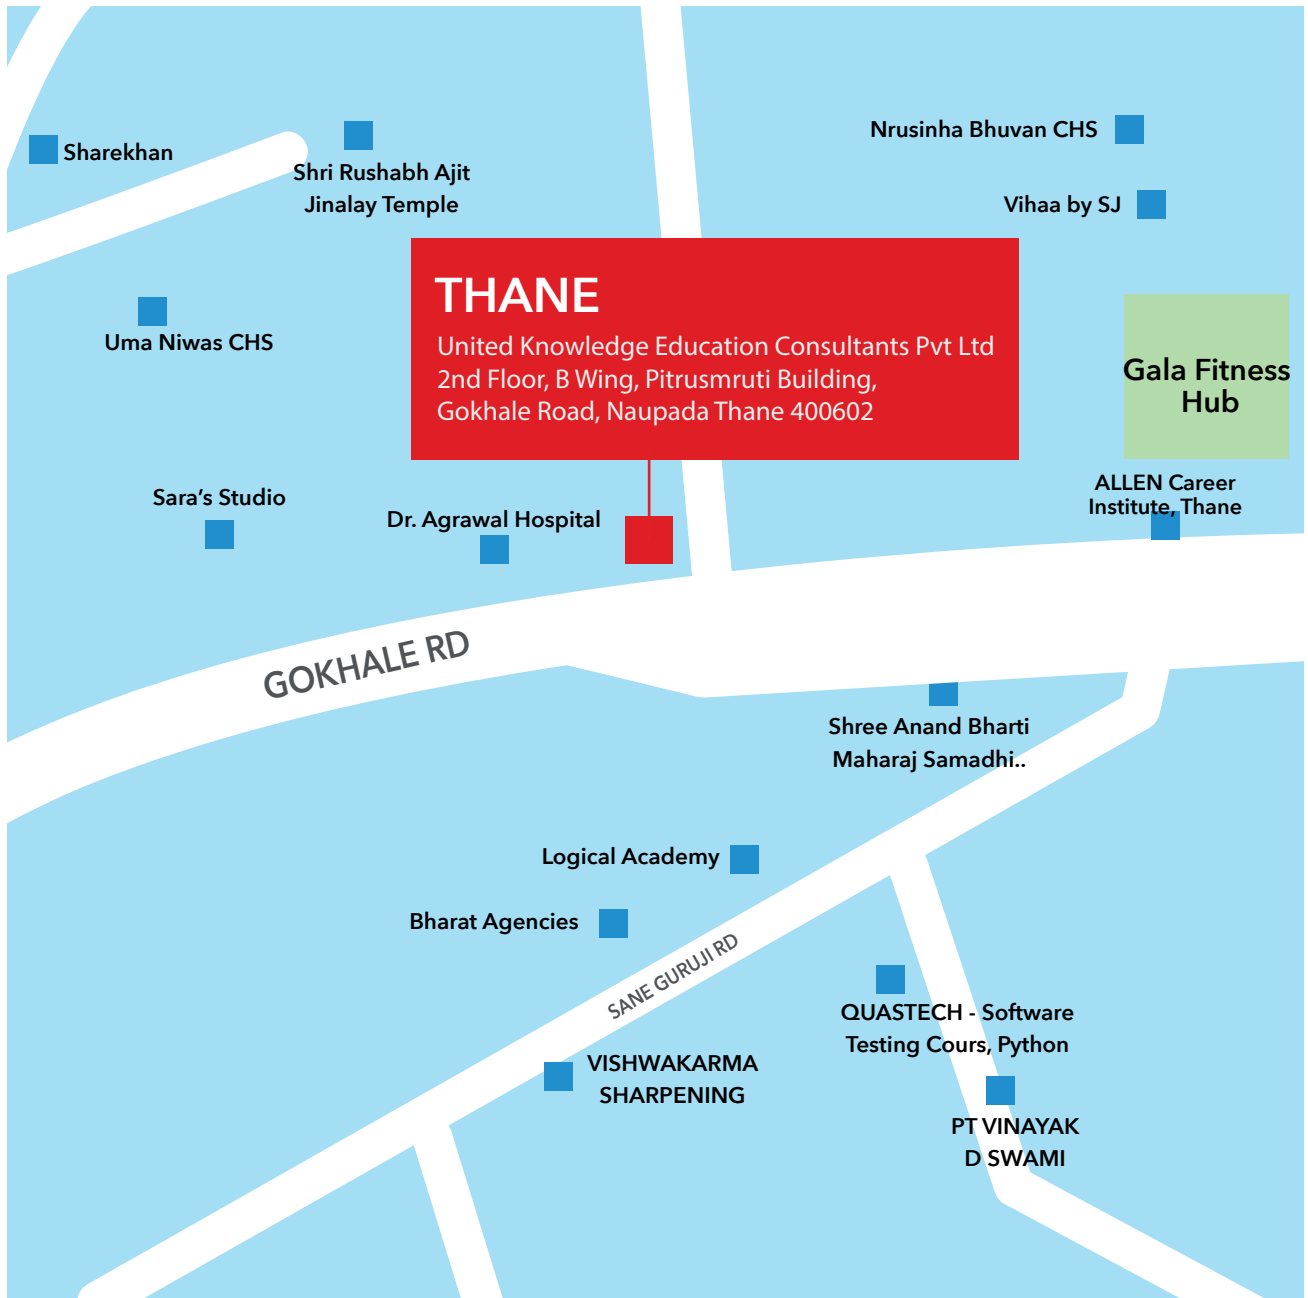 Nrusinha Bhuvan CHS
Sharekhan
Shri Rushabh Ajit
Jinalay Temple
Vihaa by SJ
THANE
United Knowledge Education Consultants Pvt Ltd
2nd Floor, B Wing, Pitrusmruti Building,
Gokhale Road, Naupada Thane 400602
Uma Niwas CHS
Gala Fitness
Hub
ALLEN Career
Institute, Thane
Sara’s Studio
Dr. Agrawal Hospital
GOKHALE RD
Shree Anand Bharti
Maharaj Samadhi..
Logical Academy
Bharat Agencies
SANE GURUJI RD
QUASTECH - Software
Testing Cours, Python
VISHWAKARMA
SHARPENING
PT VINAYAK
D SWAMI